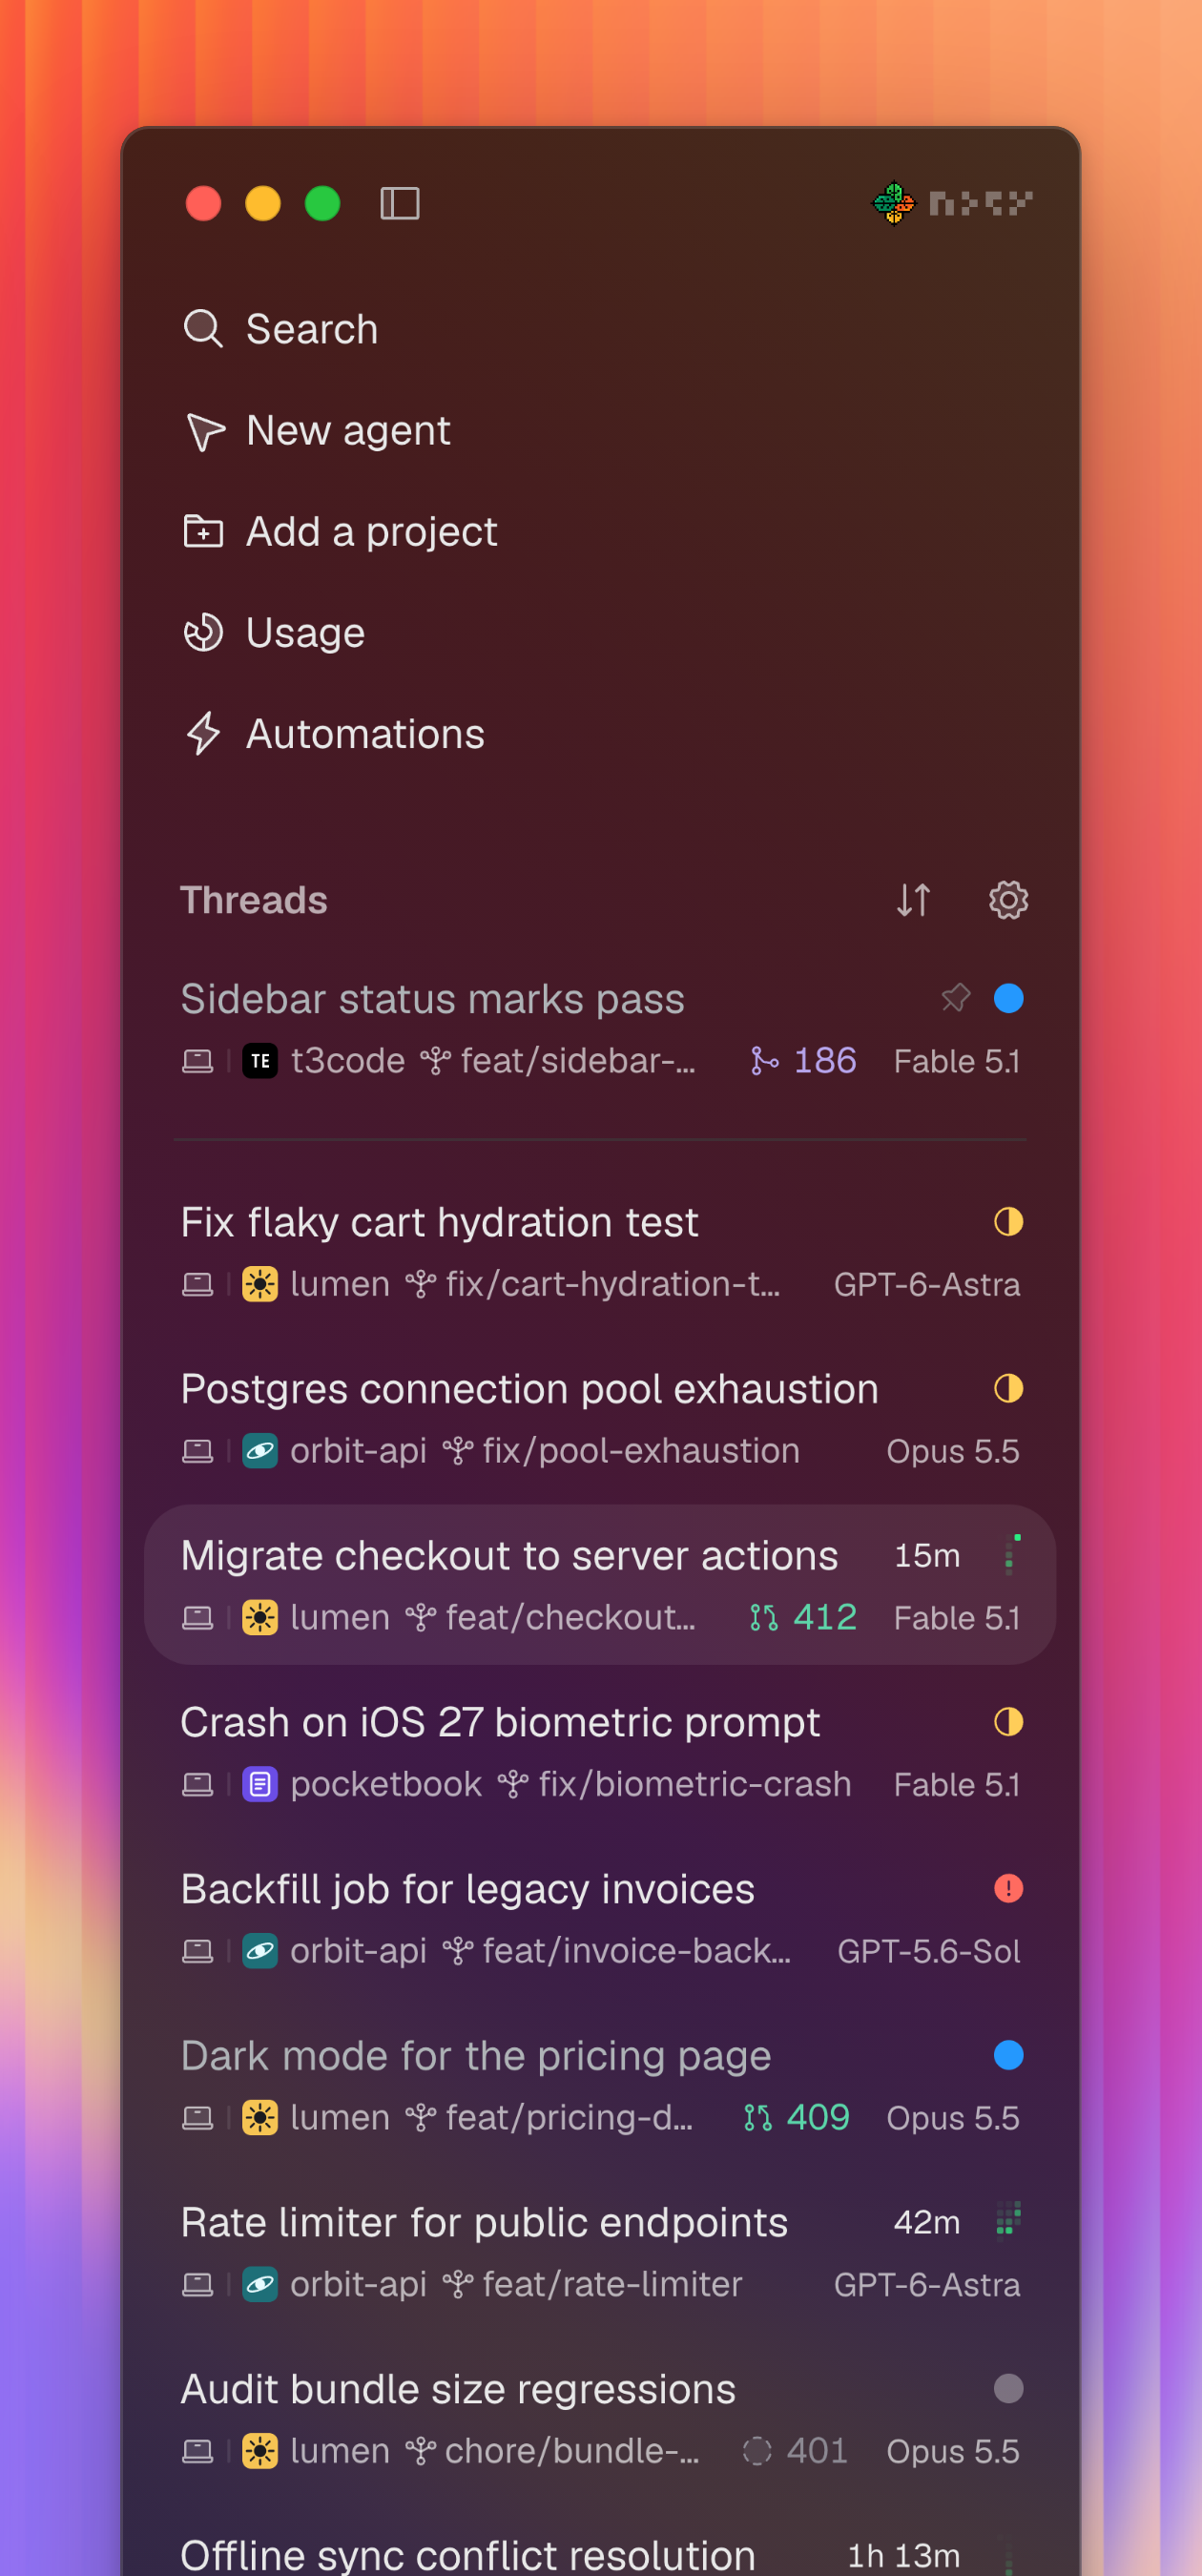 Search
New agent
Add a project
Usage
Automations
Threads
Sidebar status marks pass
TE t3code feat/sidebar-... 186 Fable 5.1
Fix flaky cart hydration test
lumen fix/cart-hydration-t... GPT-6-Astra
Postgres connection pool exhaustion
orbit-api fix/pool-exhaustion Opus 5.5
Migrate checkout to server actions 15m
lumen feat/checkout... 412 Fable 5.1
Crash on iOS 27 biometric prompt
pocketbook fix/biometric-crash Fable 5.1
Backfill job for legacy invoices
orbit-api feat/invoice-back... GPT-5.6-Sol
Dark mode for the pricing page
lumen feat/pricing-d... 409 Opus 5.5
Rate limiter for public endpoints 42m
orbit-api feat/rate-limiter GPT-6-Astra
Audit bundle size regressions
lumen chore/bundle-... 401 Opus 5.5
Offline sync conflict resolution 1h 13m